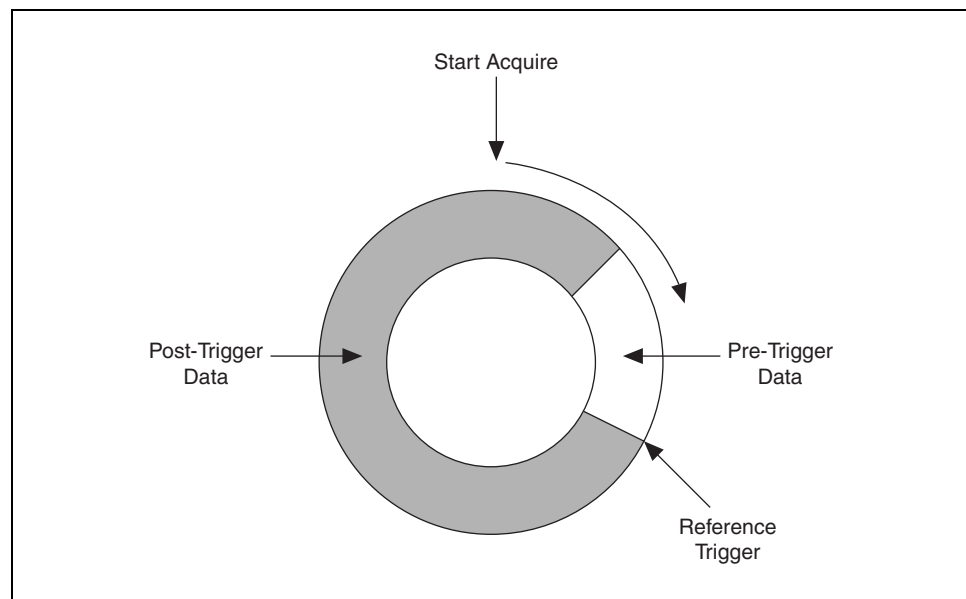 Start Acquire
Post-Trigger
Data
Pre-Trigger
Data
Reference
Trigger